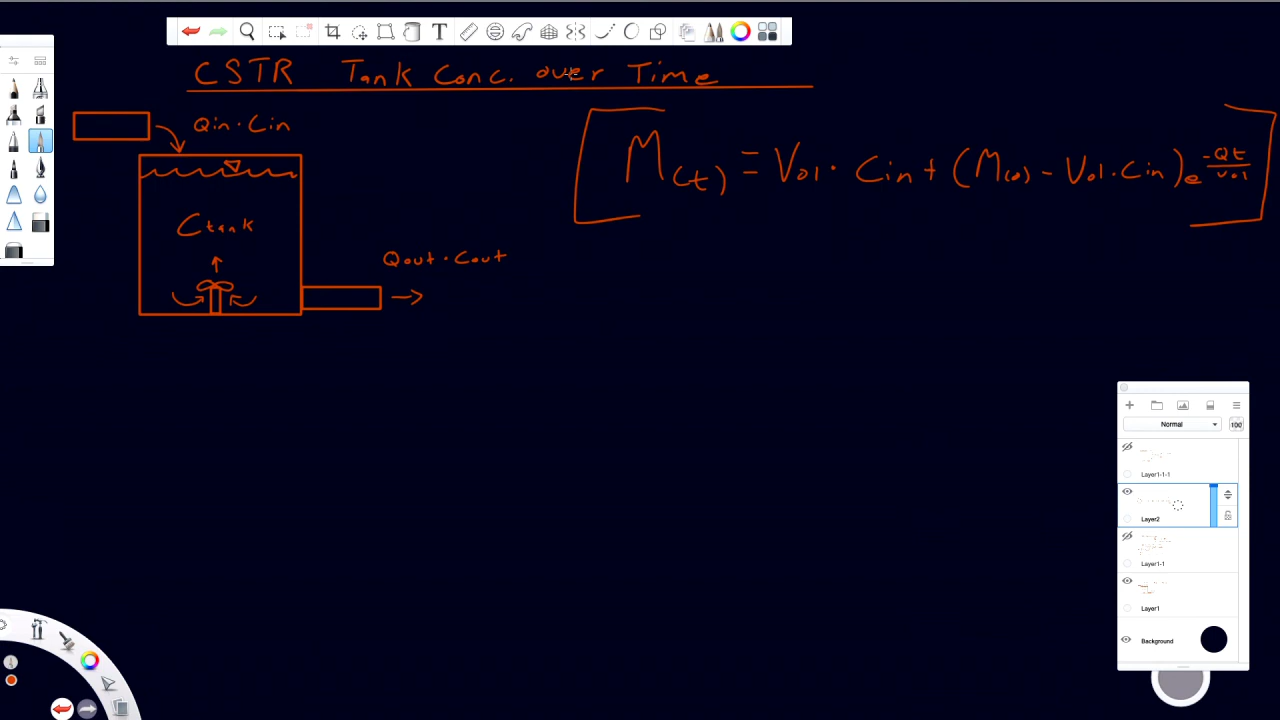 CSTR Tank Conc. over Time
Qin · Cin
M(t) = Vol · Cin + (M(o) - Vol · Cin)e^-Qt/Vol
Ctank
Qout · Cout
T
Normal
100
Layer1-1-1
Layer2
Layer1-1
Layer1
Background